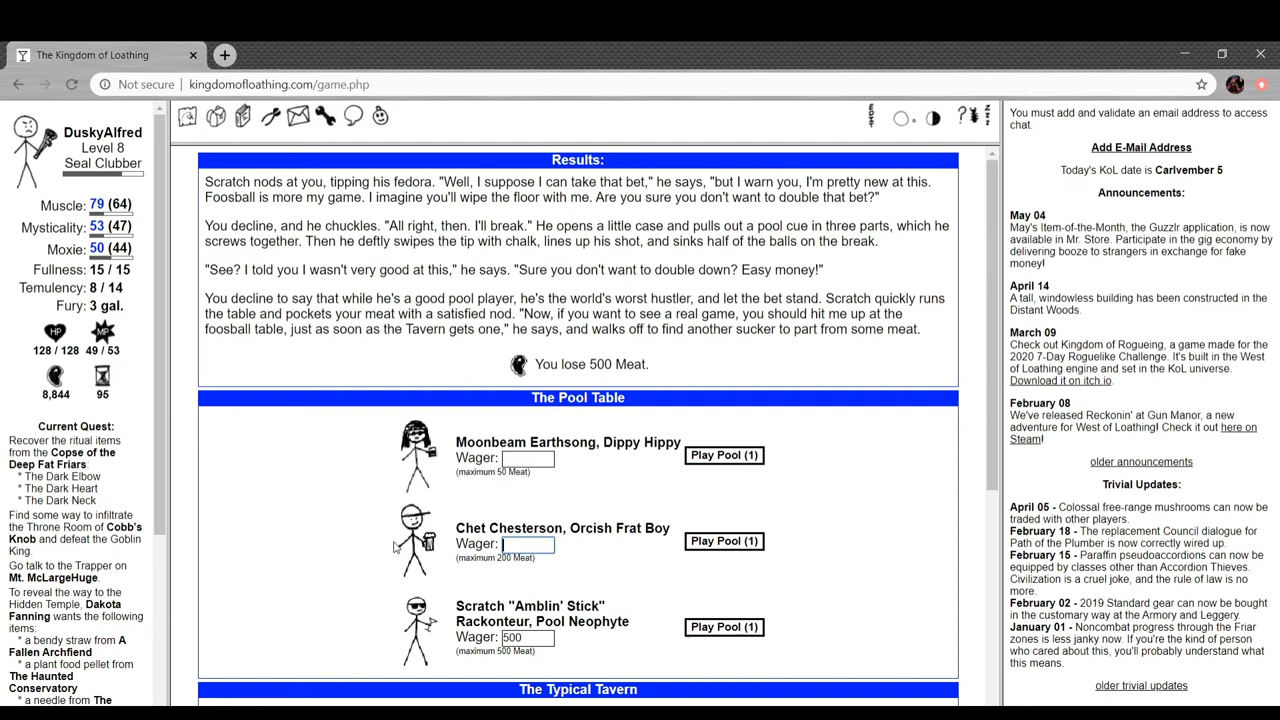 The Kingdom of Loathing
Not secure | kingdomofloathing.com/game.php
DuskyAlfred
Level 8
Seal Clubber
Muscle: 79 (64)
Mysticality: 53 (47)
Moxie: 50 (44)
Fullness: 15 / 15
Temulency: 8 / 14
Fury: 3 gal.
HP MP
128 / 128 49 / 53
8,844 95
Current Quest:
Recover the ritual items
from the Copse of the
Deep Fat Friars:
* The Dark Elbow
* The Dark Heart
* The Dark Neck
Find some way to infiltrate
the Throne Room of Cobb's
Knob and defeat the Goblin
King.
Go talk to the Trapper on
Mt. McLargeHuge.
To reveal the way to the
Hidden Temple, Dakota
Fanning wants the following
items:
* a bendy straw from A
Fallen Archfiend
* a plant food pellet from
The Haunted
Conservatory
* a needle from The
Results:
Scratch nods at you, tipping his fedora. "Well, I suppose I can take that bet," he says, "but I warn you, I'm pretty new at this.
Foosball is more my game. I imagine you'll wipe the floor with me. Are you sure you don't want to double that bet?"
You decline, and he chuckles. "All right, then. I'll break." He opens a little case and pulls out a pool cue in three parts, which he
screws together. Then he deftly swipes the tip with chalk, lines up his shot, and sinks half of the balls on the break.
"See? I told you I wasn't very good at this," he says. "Sure you don't want to double down? Easy money!"
You decline to say that while he's a good pool player, he's the world's worst hustler, and let the bet stand. Scratch quickly runs
the table and pockets your meat with a satisfied nod. "Now, if you want to see a real game, you should hit me up at the
foosball table, just as soon as the Tavern gets one," he says, and walks off to find another sucker to part from some meat.
You lose 500 Meat.
The Pool Table
Moonbeam Earthsong, Dippy Hippy
Wager:
(maximum 50 Meat)
Play Pool (1)
Chet Chesterson, Orcish Frat Boy
Wager:
(maximum 200 Meat)
Play Pool (1)
Scratch "Amblin' Stick"
Rackonteur, Pool Neophyte
Wager: 500
(maximum 500 Meat)
Play Pool (1)
The Typical Tavern
You must add and validate an email address to access
chat.
Add E-Mail Address
Today's KoL date is Carlvember 5
Announcements:
May 04
May's Item-of-the-Month, the Guzzlr application, is now
available in Mr. Store. Participate in the gig economy by
delivering booze to strangers in exchange for fake
money!
April 14
A tall, windowless building has been constructed in the
Distant Woods.
March 09
Check out Kingdom of Rogueing, a game made for the
2020 7-Day Roguelike Challenge. It's built in the West
of Loathing engine and set in the KoL universe.
Download it on itch.io.
February 08
We've released Reckonin' at Gun Manor, a new
adventure for West of Loathing! Check it out here on
Steam!
older announcements
Trivial Updates:
April 05 - Colossal free-range mushrooms can now be
traded with other players.
February 18 - The replacement Council dialogue for
Path of the Plumber is now correctly wired up.
February 15 - Paraffin pseudoaccordions can now be
equipped by classes other than Accordion Thieves.
Civilization is a cruel joke, and the rule of law is no
more.
February 02 - 2019 Standard gear can now be bought
in the customary way at the Armory and Leggery.
January 01 - Noncombat progress through the Friar
zones is less janky now. If you're the kind of person
who cared about this, you'll probably understand what
this means.
older trivial updates